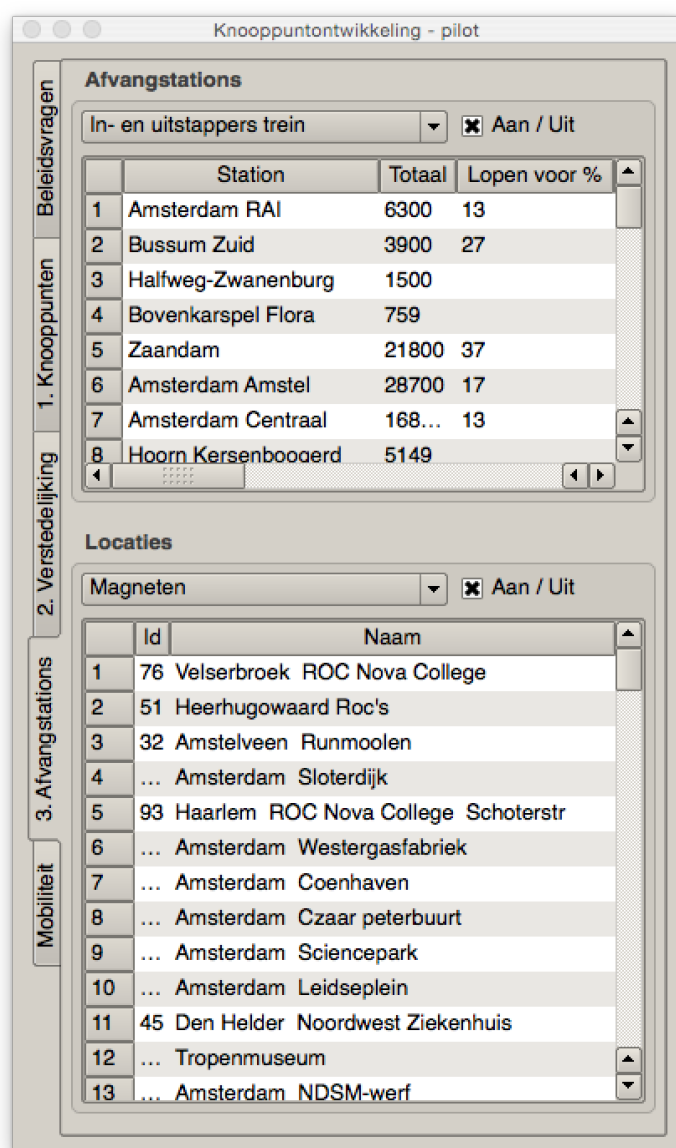 Knooppuntontwikkeling - pilot
Beleidsvragen
1. Knooppunten
2. Verstedelijking
3. Afvangstations
Mobiliteit
Afvangstations
In- en uitstappers trein Aan / Uit
Station Totaal Lopen voor %
1 Amsterdam RAI 6300 13
2 Bussum Zuid 3900 27
3 Halfweg-Zwanenburg 1500
4 Bovenkarspel Flora 759
5 Zaandam 21800 37
6 Amsterdam Amstel 28700 17
7 Amsterdam Centraal 168... 13
8 Hoorn Kersenboogerd 5149
Locaties
Magneten Aan / Uit
Id Naam
1 76 Velserbroek ROC Nova College
2 51 Heerhugowaard Roc's
3 32 Amstelveen Runmoolen
4 ... Amsterdam Sloterdijk
5 93 Haarlem ROC Nova College Schoterstr
6 ... Amsterdam Westergasfabriek
7 ... Amsterdam Coenhaven
8 ... Amsterdam Czaar peterbuurt
9 ... Amsterdam Sciencepark
10 ... Amsterdam Leidseplein
11 45 Den Helder Noordwest Ziekenhuis
12 ... Tropenmuseum
13 ... Amsterdam NDSM-werf